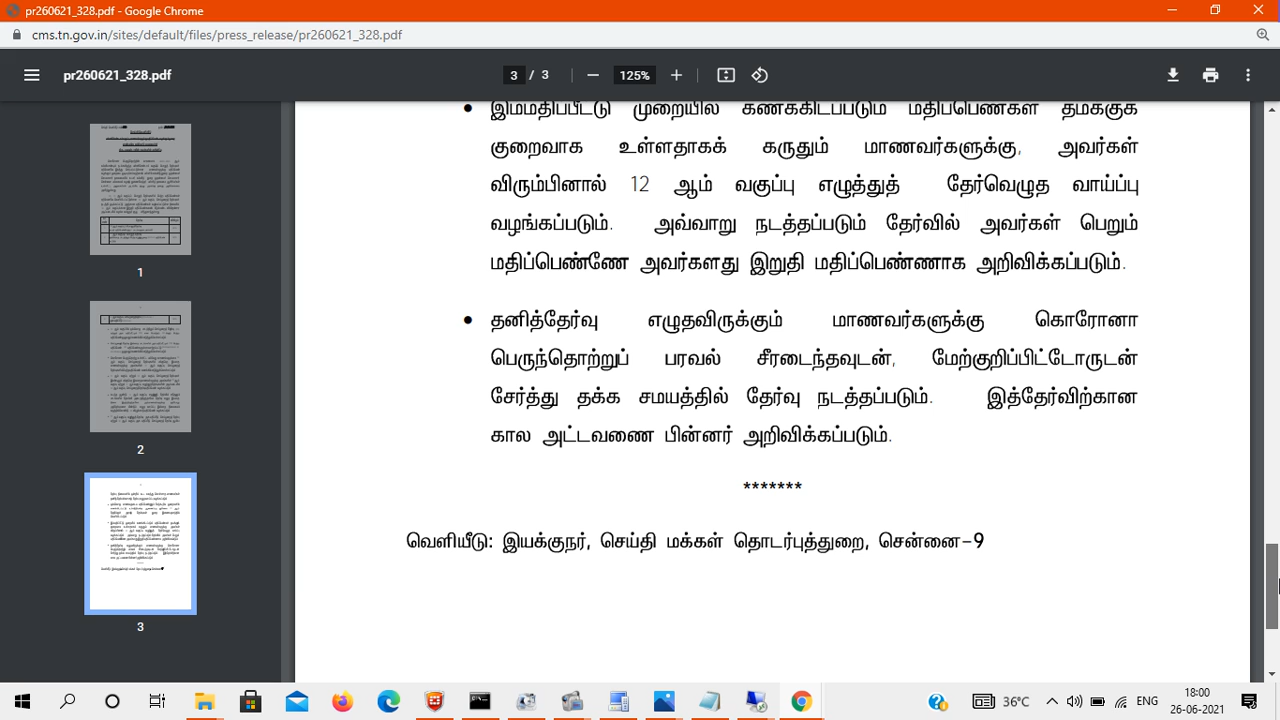 pr260621_328.pdf - Google Chrome
cms.tn.gov.in/sites/default/files/press_release/pr260621_328.pdf
pr260621_328.pdf
3 / 3
125%
இம்மதிப்பீட்டு முறையில் கணக்கிடப்படும் மதிப்பெண்கள் தமக்குக்
குறைவாக உள்ளதாகக் கருதும் மாணவர்களுக்கு, அவர்கள்
விருப்பினால் 12 ஆம் வகுப்பு எழுத்துத் தேர்வெழுத வாய்ப்பு
வழங்கப்படும். அவ்வாறு நடத்தப்படும் தேர்வில் அவர்கள் பெறும்
மதிப்பெண்ணே அவர்களது இறுதி மதிப்பெண்ணாக அறிவிக்கப்படும்.
தனித்தேர்வு எழுதவிருக்கும் மாணவர்களுக்கு கொரோனா
பெருந்தொற்றுப் பரவல் சீரடைந்தவுடன், மேற்குறிப்பிட்டோருடன்
சேர்த்து தக்க சமயத்தில் தேர்வு நடத்தப்படும். இத்தேர்விற்கான
கால அட்டவணை பின்னர் அறிவிக்கப்படும்.
*******
வெளியீடு: இயக்குநர், செய்தி மக்கள் தொடர்புத்துறை, சென்னை-9
1
2
3
36°C
ENG
8:00
26-06-2021